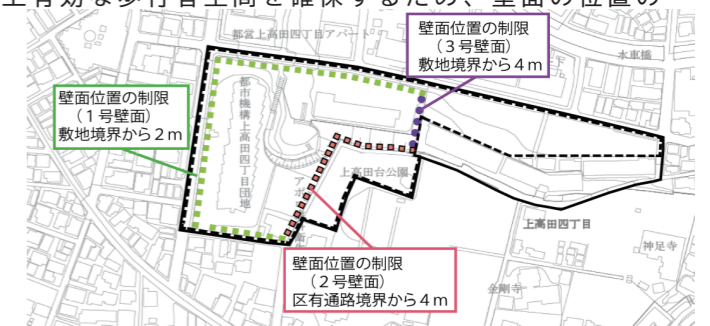 上有効な歩行者空間を確保するため、壁面の位置の
壁面位置の制限
（３号壁面）
敷地境界から４ｍ
都営上高田四丁目アパート
水車橋
壁面位置の制限
（１号壁面）
敷地境界から２ｍ
都市機構上高田四丁目団地
上高田台公園
上高田四丁目
神足寺
金剛寺
壁面位置の制限
（２号壁面）
区有通路境界から４ｍ